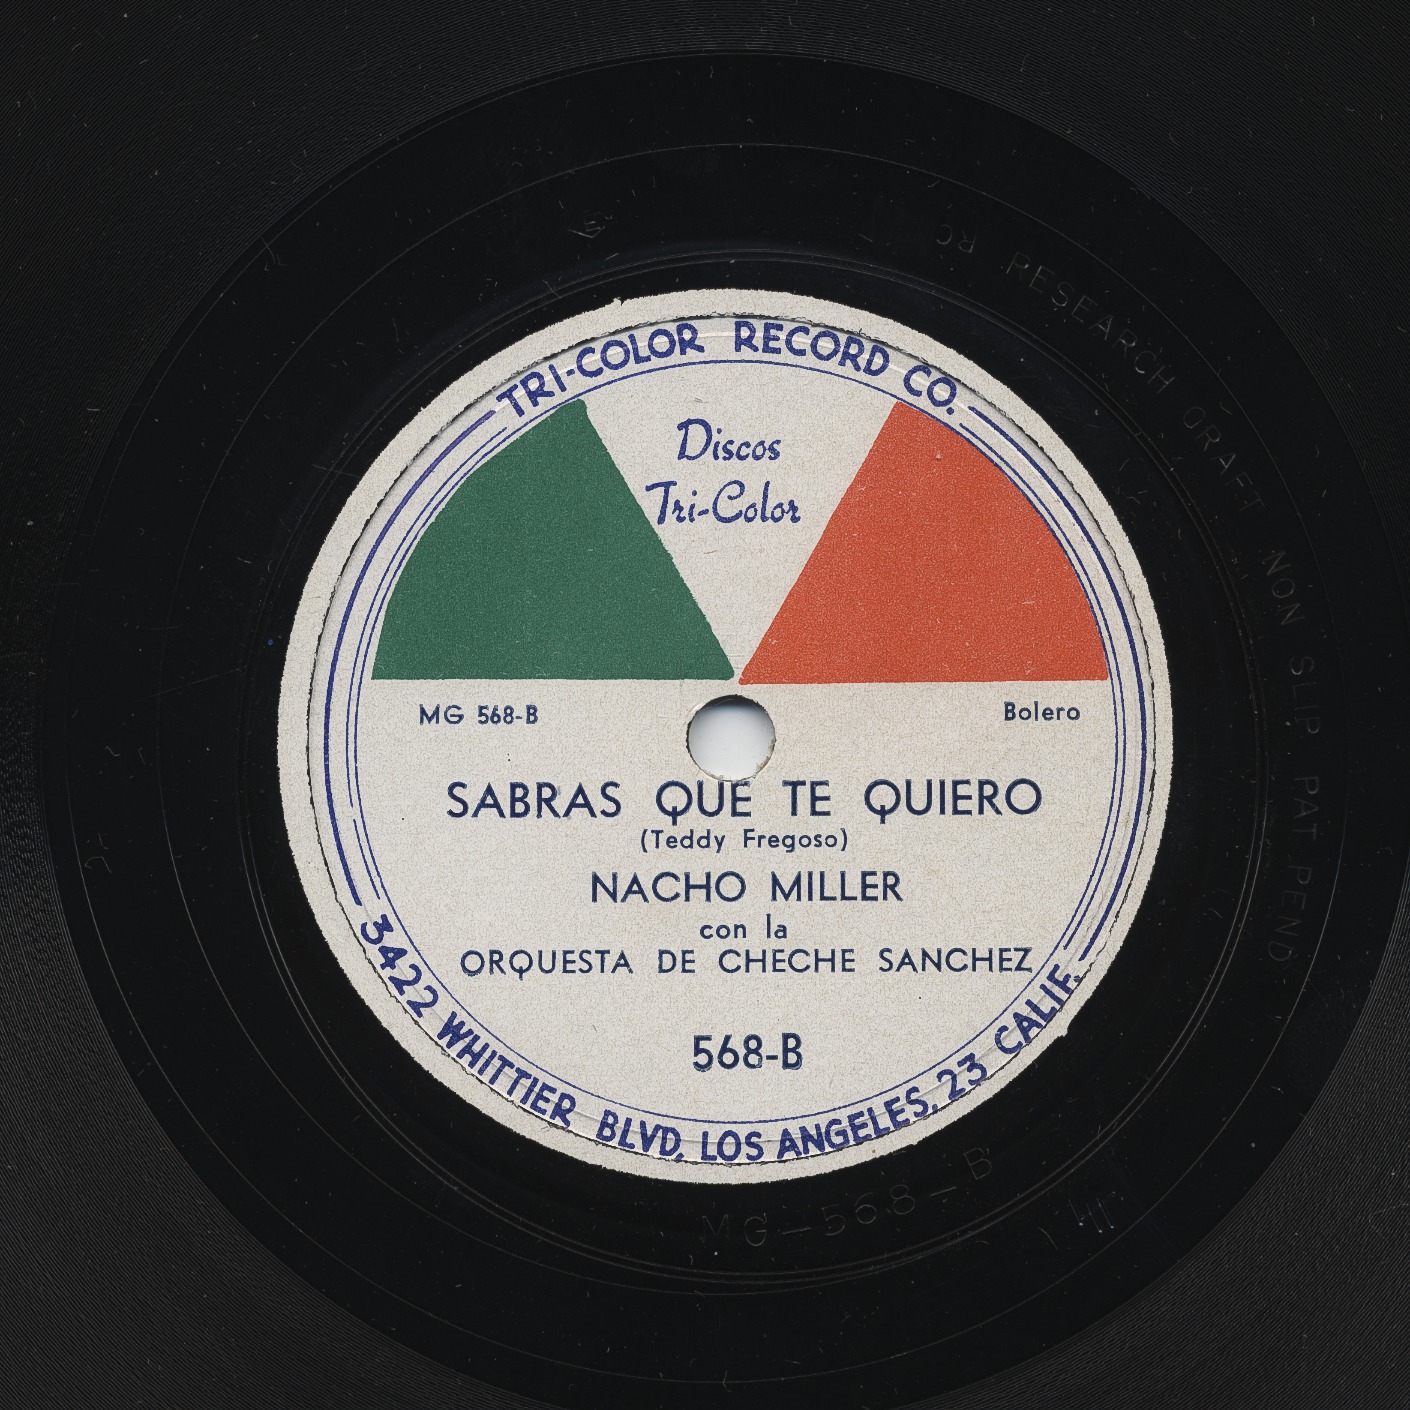 TRI-COLOR RECORD CO.
Discos
Tri-Color
MG 568-B
Bolero
SABRAS QUE TE QUIERO
(Teddy Fregoso)
NACHO MILLER
con la
ORQUESTA DE CHECHE SANCHEZ
568-B
3422 WHITTIER BLVD, LOS ANGELES, 23 CALIF.
RESEARCH CRAFT NON SLIP PAT PEND
MG-568-B